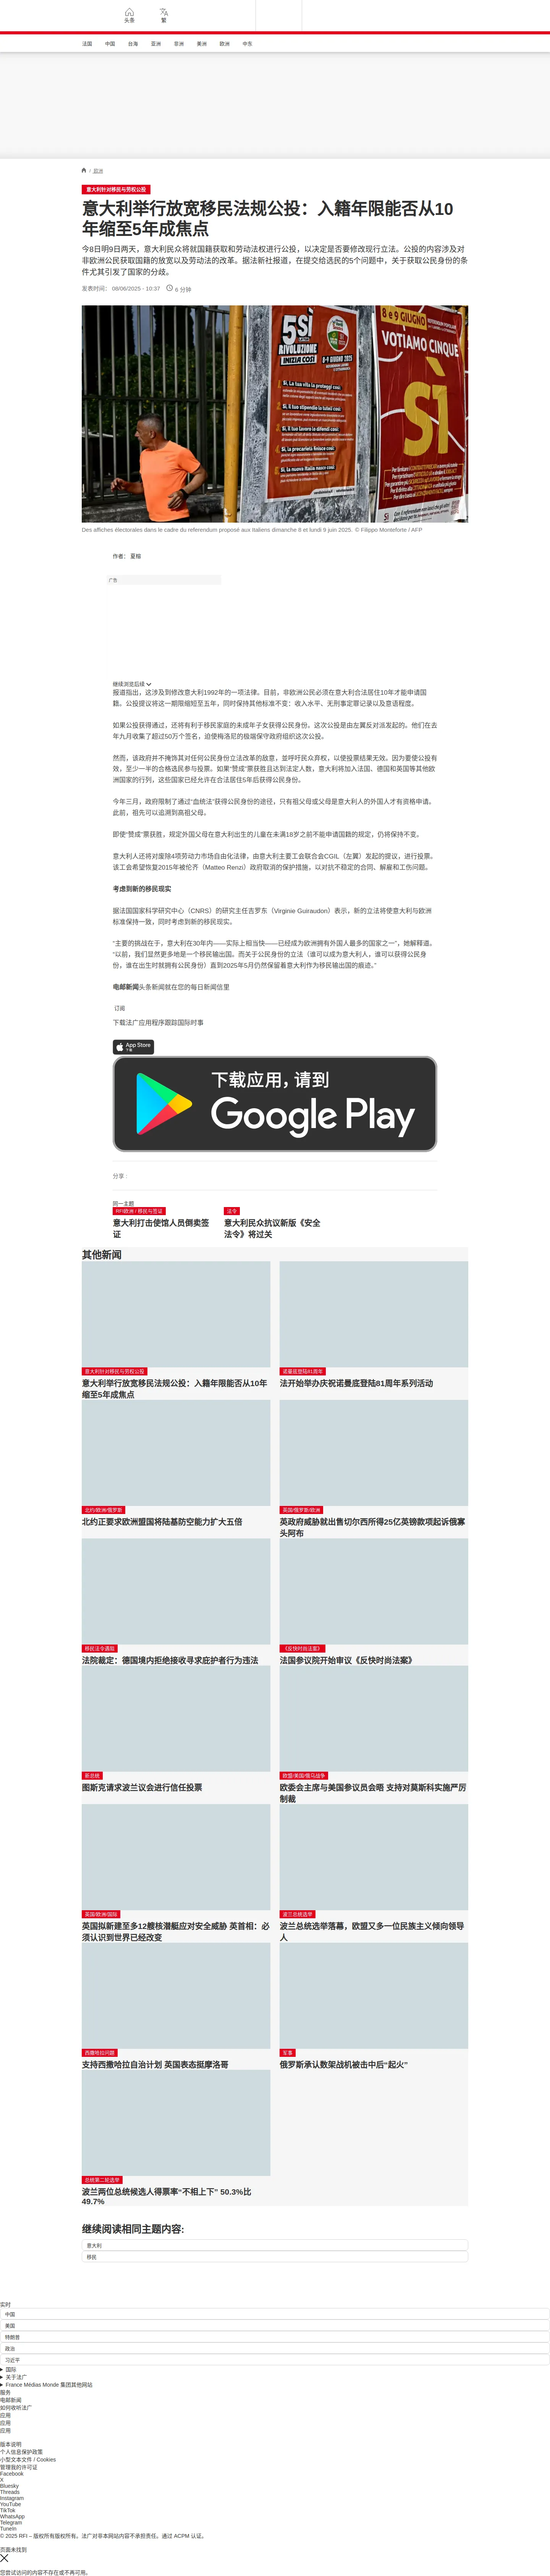 头条
繁
法国
中国
台海
亚洲
非洲
美洲
欧洲
中东
/ 欧洲
意大利针对移民与劳权公投
意大利举行放宽移民法规公投：入籍年限能否从10
年缩至5年成焦点
今8日明9日两天，意大利民众将就国籍获取和劳动法权进行公投，以决定是否要修改现行立法。公投的内容涉及对
非欧洲公民获取国籍的放宽以及劳动法的改革。据法新社报道，在提交给选民的5个问题中，关于获取公民身份的条
件尤其引发了国家的分歧。
发表时间： 08/06/2025 - 10:37
6 分钟
5 SÌ
RIVOLUZIONE
INIZIA COSÌ
8-9 GIUGNO 2025
8 e 9 GIUGNO
VOTIAMO CINQUE
SÌ
Des affiches électorales dans le cadre du referendum proposé aux Italiens dimanche 8 et lundi 9 juin 2025. © Filippo Monteforte / AFP
作者： 夏榕
广告
继续浏览后续
报道指出，这涉及到修改意大利1992年的一项法律。目前，非欧洲公民必须在意大利合法居住10年才能申请国
籍。公投提议将这一期限缩短至五年，同时保持其他标准不变：收入水平、无刑事定罪记录以及意语程度。
如果公投获得通过，还将有利于移民家庭的未成年子女获得公民身份。这次公投是由左翼反对派发起的。他们在去
年九月收集了超过50万个签名，迫使梅洛尼的极端保守政府组织这次公投。
然而，该政府并不掩饰其对任何公民身份立法改革的敌意，並呼吁民众弃权，以使投票结果无效。因为要使公投有
效，至少一半的合格选民参与投票。如果“赞成”票获胜且达到法定人数，意大利将加入法国、德国和英国等其他欧
洲国家的行列，这些国家已经允许在合法居住5年后获得公民身份。
今年三月，政府限制了通过“血统法”获得公民身份的途径，只有祖父母或父母是意大利人的外国人才有资格申请。
此前，祖先可以追溯到高祖父母。
即使“赞成”票获胜，规定外国父母在意大利出生的儿童在未满18岁之前不能申请国籍的规定，仍将保持不变。
意大利人还将对废除4项劳动力市场自由化法律，由意大利主要工会联合会CGIL（左翼）发起的提议，进行投票。
该工会希望恢复2015年被伦齐（Matteo Renzi）政府取消的保护措施，以对抗不稳定的合同、解雇和工伤问题。
考虑到新的移民现实
据法国国家科学研究中心（CNRS）的研究主任吉罗东（Virginie Guiraudon）表示，新的立法将使意大利与欧洲
标准保持一致，同时考虑到新的移民现实。
“主要的挑战在于，意大利在30年内——实际上相当快——已经成为欧洲拥有外国人最多的国家之一”，她解释道。
“以前，我们显然更多地是一个移民输出国。而关于公民身份的立法（谁可以成为意大利人，谁可以获得公民身
份，谁在出生时就拥有公民身份）直到2025年5月仍然保留着意大利作为移民输出国的痕迹。”
电邮新闻头条新闻就在您的每日新闻信里
订阅
下载法广应用程序跟踪国际时事
App Store
下载
下载应用，请到
Google Play
分享 :
同一主题
RFI欧洲 / 移民与签证
意大利打击使馆人员倒卖签
证
法令
意大利民众抗议新版《安全
法令》将过关
其他新闻
意大利针对移民与劳权公投
意大利举行放宽移民法规公投：入籍年限能否从10年
缩至5年成焦点
诺曼底登陆81周年
法开始举办庆祝诺曼底登陆81周年系列活动
北约/欧洲/俄罗斯
北约正要求欧洲盟国将陆基防空能力扩大五倍
英国/俄罗斯/欧洲
英政府威胁就出售切尔西所得25亿英镑款项起诉俄寡
头阿布
移民法令遇阻
法院裁定：德国境内拒绝接收寻求庇护者行为违法
《反快时尚法案》
法国参议院开始审议《反快时尚法案》
新总统
图斯克请求波兰议会进行信任投票
欧盟/美国/俄乌战争
欧委会主席与美国参议员会晤 支持对莫斯科实施严厉
制裁
英国/欧洲/国际
英国拟新建至多12艘核潜艇应对安全威胁 英首相：必
须认识到世界已经改变
波兰总统选举
波兰总统选举落幕，欧盟又多一位民族主义倾向领导
人
西撒哈拉问题
支持西撒哈拉自治计划 英国表态挺摩洛哥
军事
俄罗斯承认数架战机被击中后“起火”
总统第二轮选举
波兰两位总统候选人得票率“不相上下” 50.3%比
49.7%
继续阅读相同主题内容:
意大利
移民
实时
中国
美国
特朗普
政治
习近平
国际
关于法广
France Médias Monde 集团其他网站
服务
电邮新闻
如何收听法广
应用
应用
应用
版本说明
个人信息保护政策
小型文本文件 / Cookies
管理我的许可证
Facebook
X
Bluesky
Threads
Instagram
YouTube
TikTok
WhatsApp
Telegram
TuneIn
© 2025 RFI – 版权所有版权所有。法广对非本网站内容不承担责任。通过 ACPM 认证。
页面未找到
您尝试访问的内容不存在或不再可用。